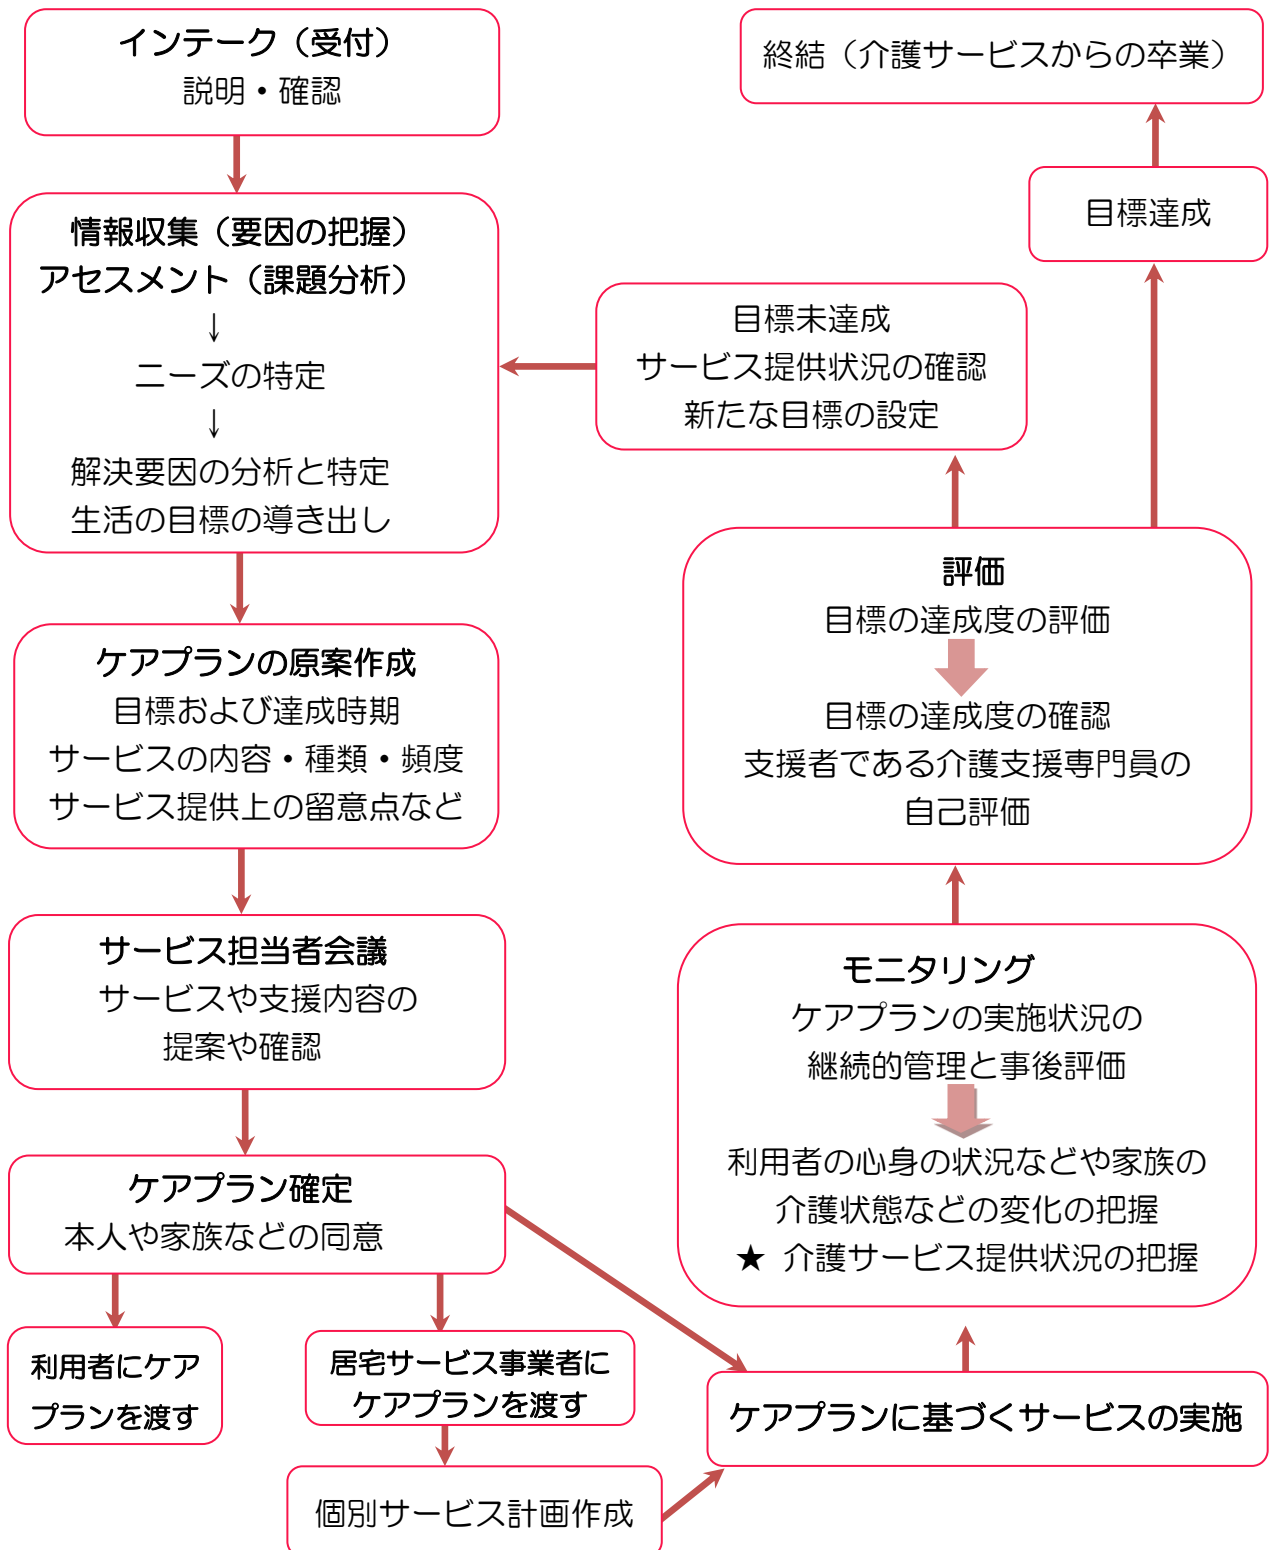 インテーク（受付）
説明・確認
情報収集（要因の把握）
アセスメント（課題分析）
↓
ニーズの特定
↓
解決要因の分析と特定
生活の目標の導き出し
ケアプランの原案作成
目標および達成時期
サービスの内容・種類・頻度
サービス提供上の留意点など
サービス担当者会議
サービスや支援内容の
提案や確認
ケアプラン確定
本人や家族などの同意
利用者にケア
プランを渡す
居宅サービス事業者に
ケアプランを渡す
個別サービス計画作成
ケアプランに基づくサービスの実施
モニタリング
ケアプランの実施状況の
継続的管理と事後評価
利用者の心身の状況などや家族の
介護状態などの変化の把握
★ 介護サービス提供状況の把握
評価
目標の達成度の評価
目標の達成度の確認
支援者である介護支援専門員の
自己評価
目標未達成
サービス提供状況の確認
新たな目標の設定
目標達成
終結（介護サービスからの卒業）